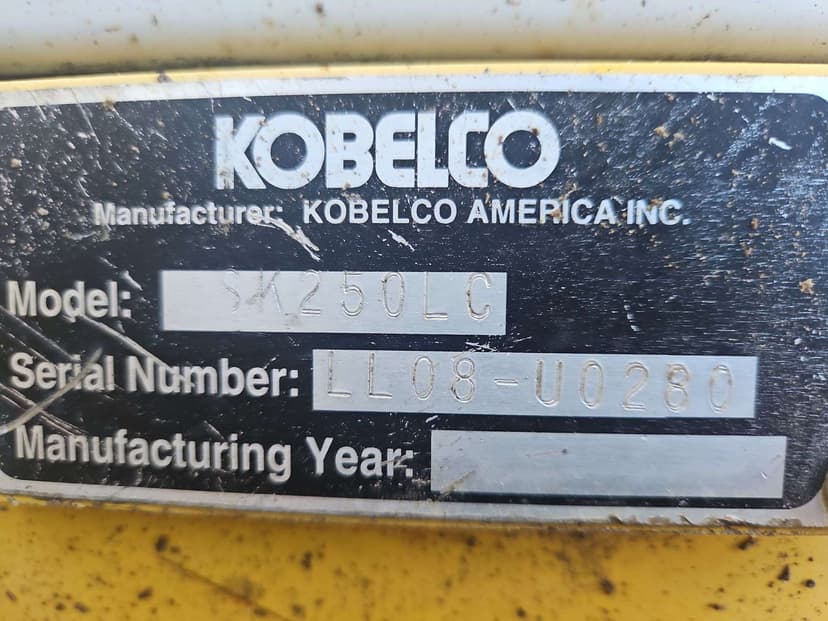 KOBELCO
Manufacturer: KOBELCO AMERICA INC.
Model: SK250LC
Serial Number: LL08-U0280
Manufacturing Year: